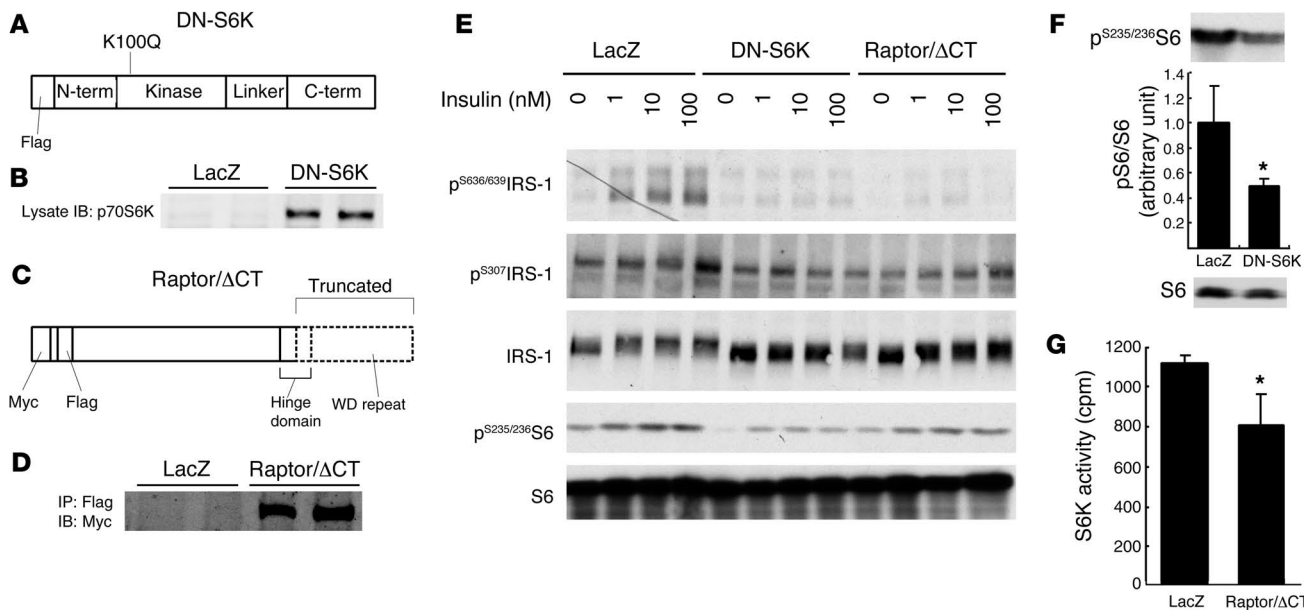 A
DN-S6K
K100Q
N-term Kinase Linker C-term
Flag
B
LacZ DN-S6K
Lysate IB: p70S6K
C
Raptor/ΔCT
Truncated
Myc Flag Hinge domain WD repeat
D
LacZ Raptor/ΔCT
IP: Flag
IB: Myc
E
LacZ DN-S6K Raptor/ΔCT
Insulin (nM) 0 1 10 100 0 1 10 100 0 1 10 100
pS636/639IRS-1
pS307IRS-1
IRS-1
pS235/236S6
S6
F
pS235/236S6
pS6/S6
(arbitrary unit)
1.4
1.2
1.0
0.8
0.6
0.4
0.2
*
LacZ DN-S6K
S6
G
S6K activity (cpm)
1200
1000
800
600
400
200
0
*
LacZ Raptor/ΔCT